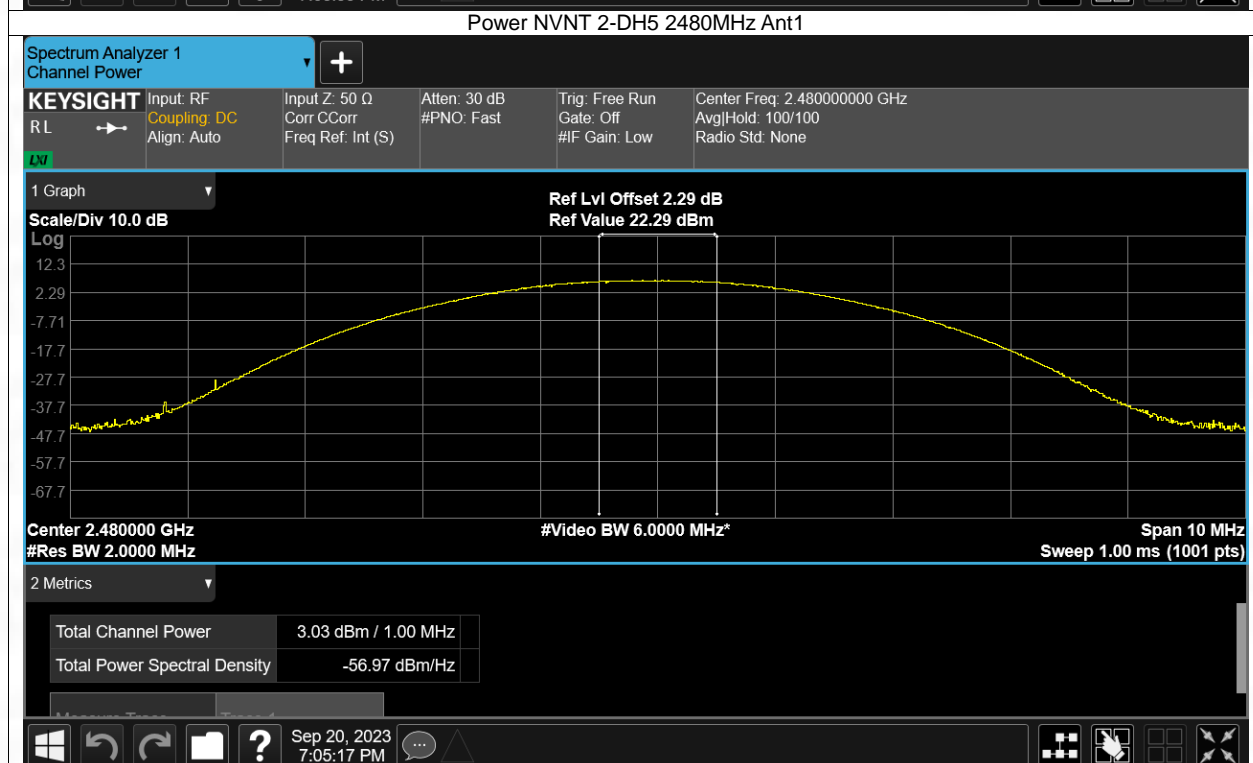 Power NVNT 2-DH5 2480MHz Ant1
Spectrum Analyzer 1
Channel Power
KEYSIGHT
R L
LXI
Input: RF
Coupling: DC
Align: Auto
Input Z: 50 Ω
Corr CCorr
Freq Ref: Int (S)
Atten: 30 dB
#PNO: Fast
Trig: Free Run
Gate: Off
#IF Gain: Low
Center Freq: 2.480000000 GHz
Avg|Hold: 100/100
Radio Std: None
1 Graph
Scale/Div 10.0 dB
Ref Lvl Offset 2.29 dB
Ref Value 22.29 dBm
Log
12.3
2.29
-7.71
-17.7
-27.7
-37.7
-47.7
-57.7
-67.7
Center 2.480000 GHz
#Res BW 2.0000 MHz
#Video BW 6.0000 MHz*
Span 10 MHz
Sweep 1.00 ms (1001 pts)
2 Metrics
Total Channel Power 3.03 dBm / 1.00 MHz
Total Power Spectral Density -56.97 dBm/Hz
Sep 20, 2023
7:05:17 PM